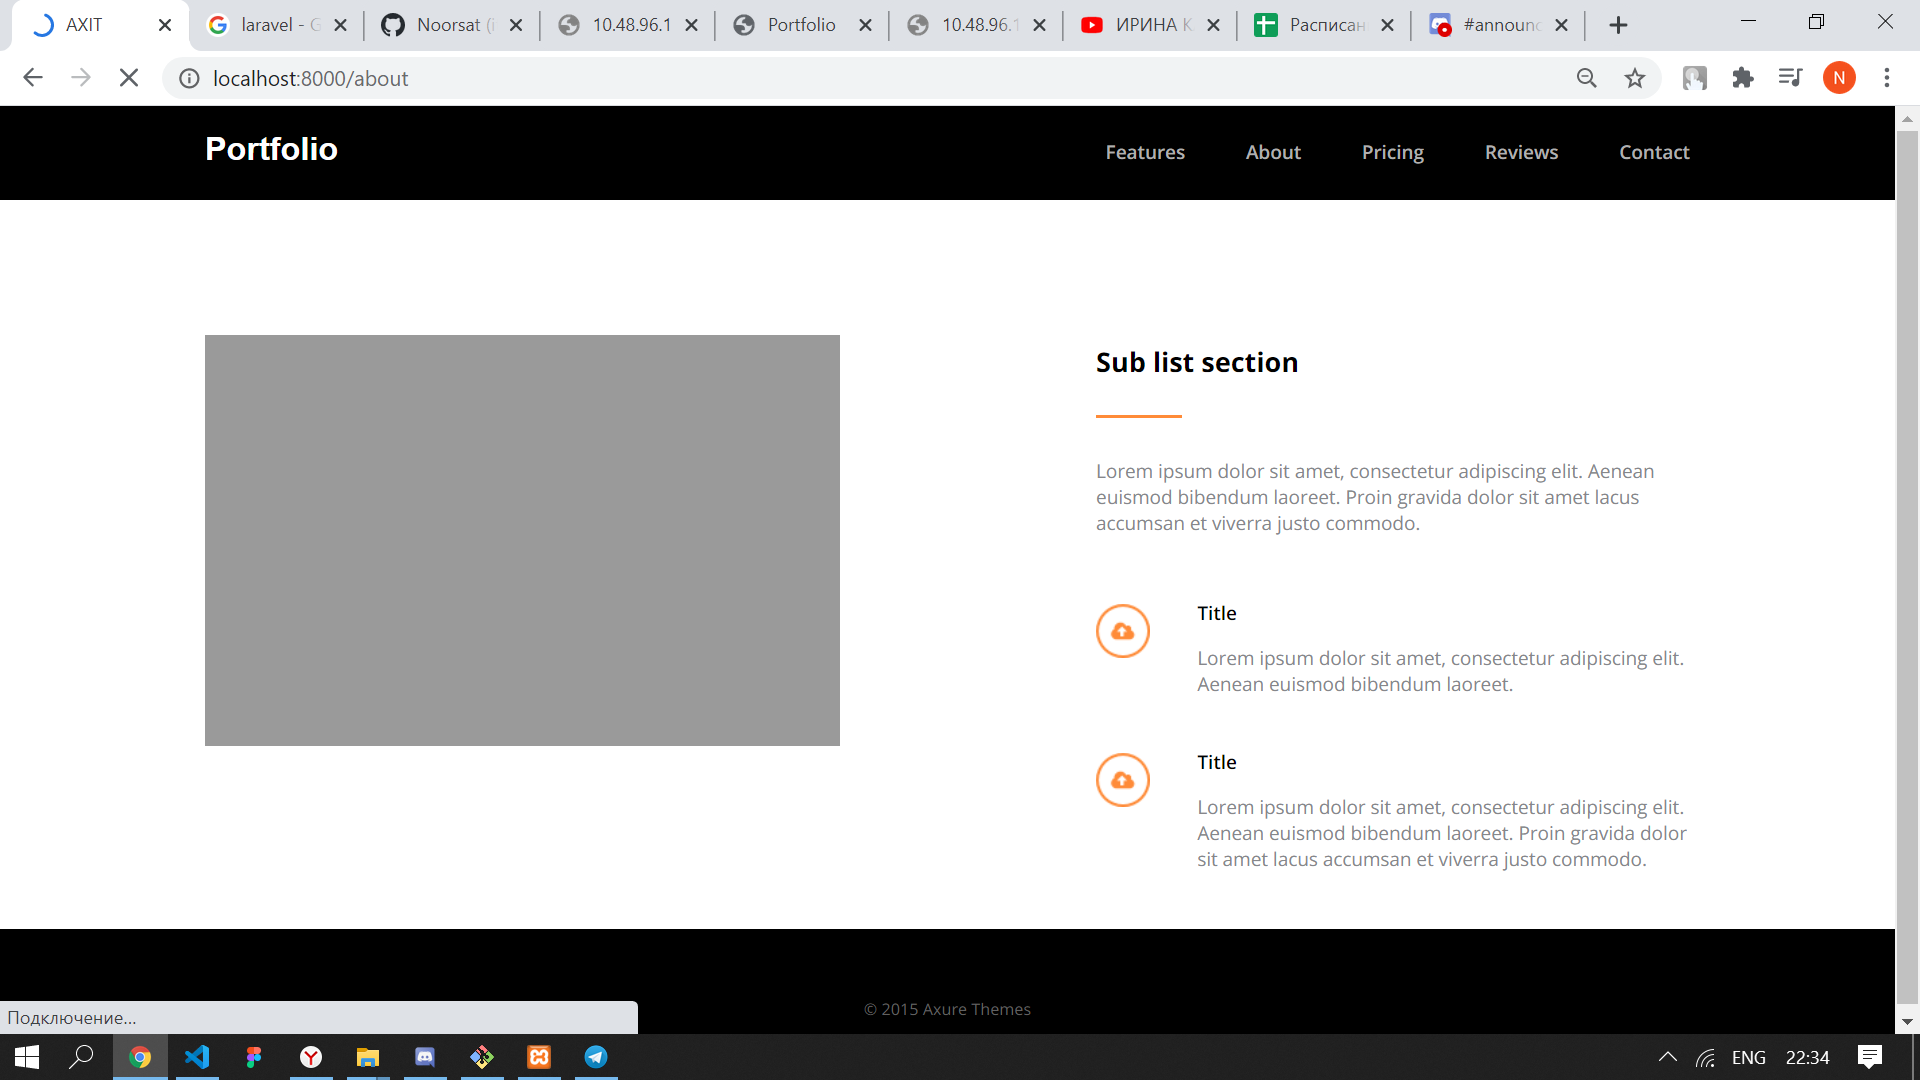 AXIT
laravel - G
Noorsat (i
10.48.96.1
Portfolio
10.48.96.1
ИРИНА К
Расписан
#announc
localhost:8000/about
N
Portfolio
Features About Pricing Reviews Contact
Sub list section
Lorem ipsum dolor sit amet, consectetur adipiscing elit. Aenean
euismod bibendum laoreet. Proin gravida dolor sit amet lacus
accumsan et viverra justo commodo.
Title
Lorem ipsum dolor sit amet, consectetur adipiscing elit.
Aenean euismod bibendum laoreet.
Title
Lorem ipsum dolor sit amet, consectetur adipiscing elit.
Aenean euismod bibendum laoreet. Proin gravida dolor
sit amet lacus accumsan et viverra justo commodo.
© 2015 Axure Themes
Подключение...
ENG 22:34